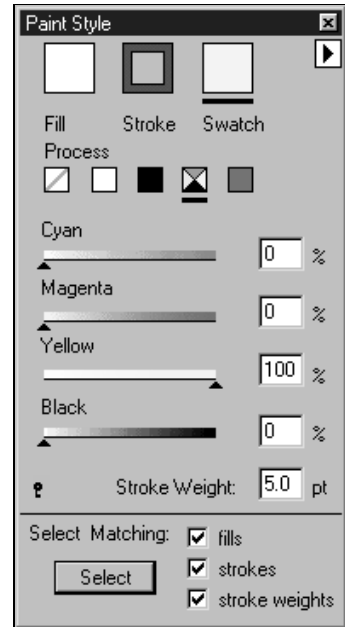 Paint Style
Fill Stroke Swatch
Process
Cyan
0 %
Magenta
0 %
Yellow
100 %
Black
0 %
Stroke Weight: 5.0 pt
Select Matching: fills
Select strokes
stroke weights